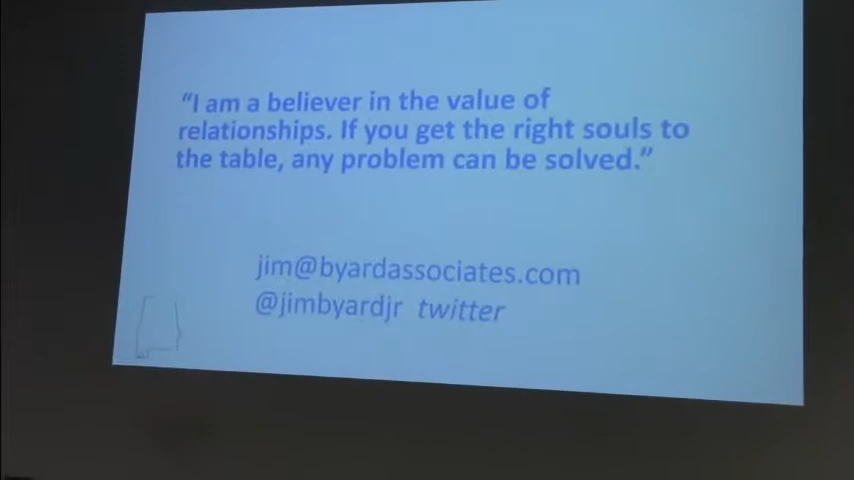 “I am a believer in the value of
relationships. If you get the right souls to
the table, any problem can be solved.”
jim@byardassociates.com
@jimbyardjr twitter